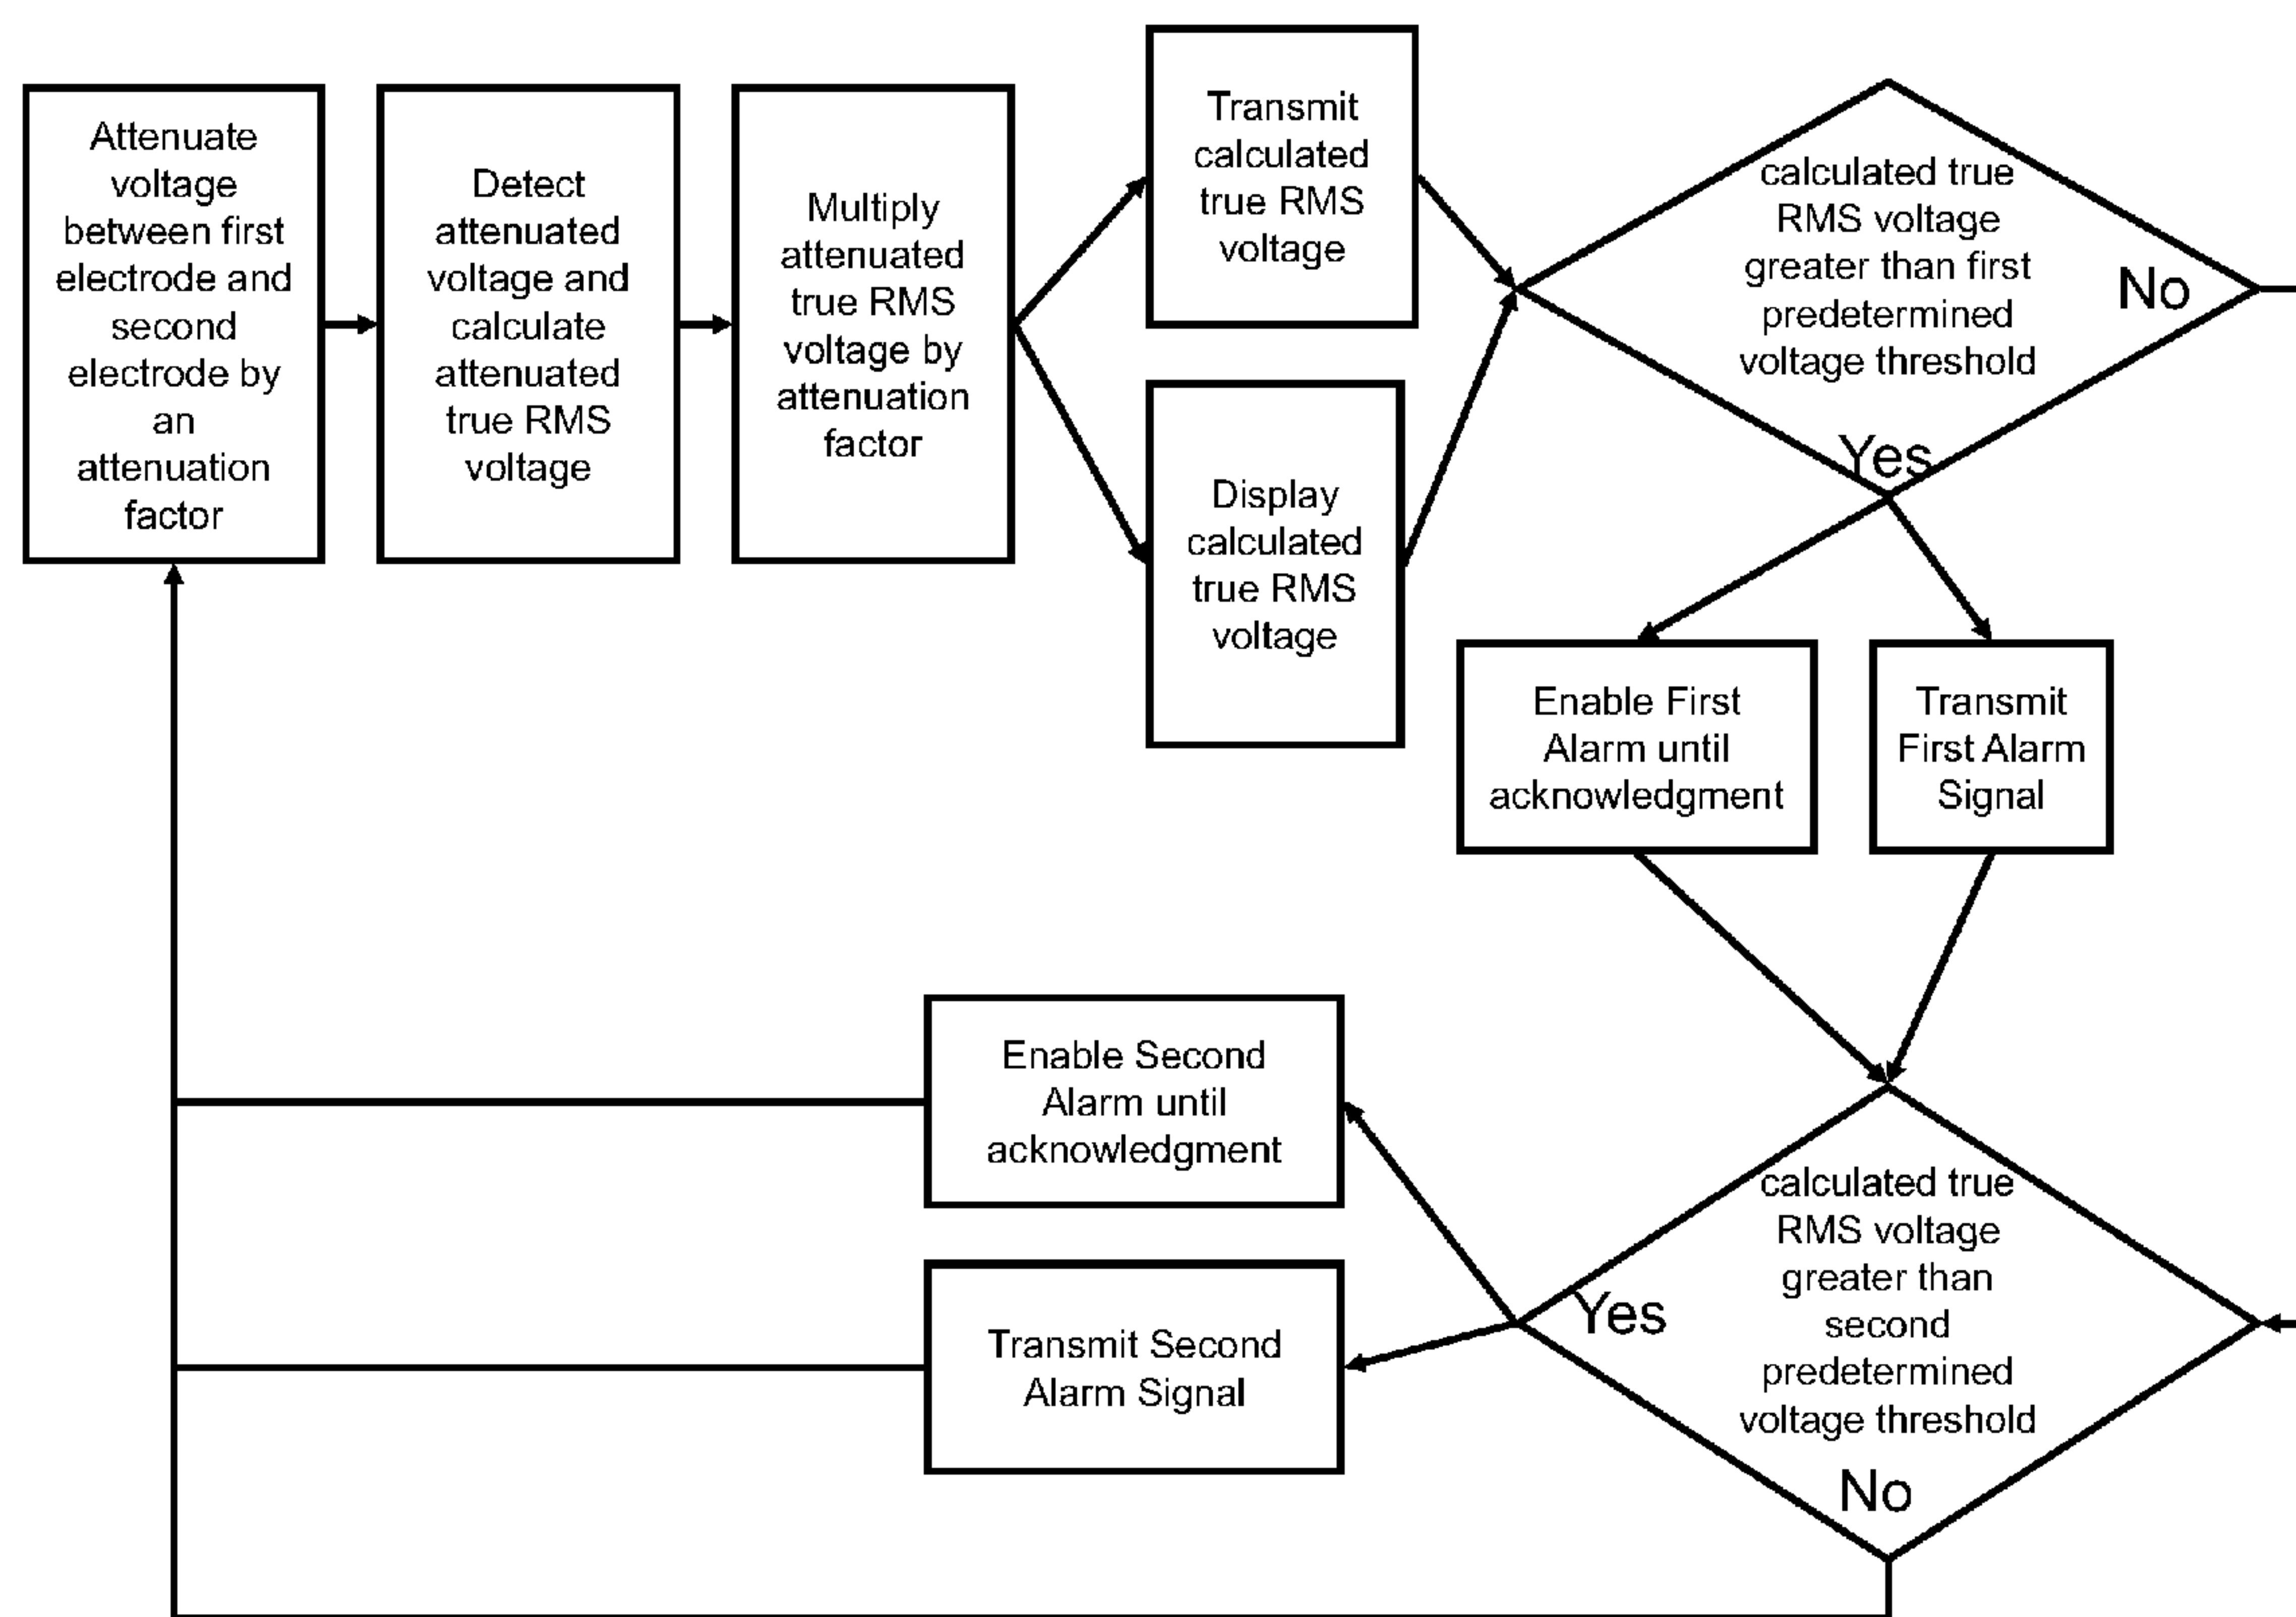 Attenuate
voltage
between first
electrode and
second
electrode by
an
attenuation
factor
Detect
attenuated
voltage and
calculate
attenuated
true RMS
voltage
Multiply
attenuated
true RMS
voltage by
attenuation
factor
Transmit
calculated
true RMS
voltage
Display
calculated
true RMS
voltage
calculated true
RMS voltage
greater than first
predetermined
voltage threshold
No
Yes
Enable First
Alarm until
acknowledgment
Transmit
First Alarm
Signal
calculated true
RMS voltage
greater than
second
predetermined
voltage threshold
Yes
No
Enable Second
Alarm until
acknowledgment
Transmit Second
Alarm Signal